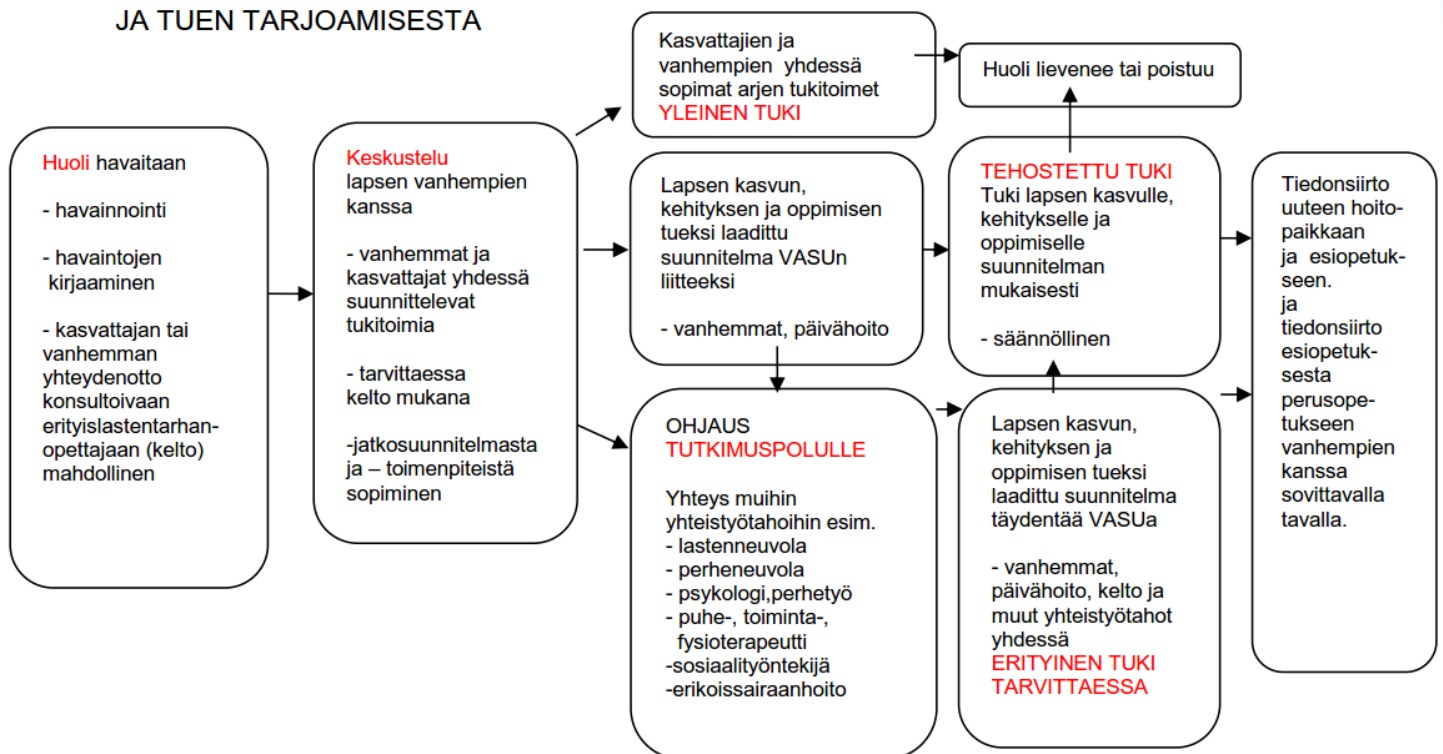 JA TUEN TARJOAMISESTA
Huoli havaitaan
- havainnointi
- havaintojen
kirjaaminen
- kasvattajan tai
vanhemman
yhteydenotto
konsultoivaan
erityislastentarhan-
opettajaan (kelto)
mahdollinen
Keskustelu
lapsen vanhempien
kanssa
- vanhemmat ja
kasvattajat yhdessä
suunnittelevat
tukitoimia
- tarvittaessa
kelto mukana
-jatkosuunnitelmasta
ja – toimenpiteistä
sopiminen
Kasvattajien ja
vanhempien yhdessä
sopimat arjen tukitoimet
YLEINEN TUKI
Huoli lievenee tai poistuu
Lapsen kasvun,
kehityksen ja oppimisen
tueksi laadittu
suunnitelma VASUn
liitteeksi
- vanhemmat, päivähoito
TEHOSTETTU TUKI
Tuki lapsen kasvulle,
kehitykselle ja
oppimiselle
suunnitelman
mukaisesti
- säännöllinen
OHJAUS
TUTKIMUSPOLULLE
Yhteys muihin
yhteistyötahoihin esim.
- lastenneuvola
- perheneuvola
- psykologi,perhetyö
- puhe-, toiminta-,
fysioterapeutti
-sosiaalityöntekijä
-erikoissairaanhoito
Lapsen kasvun,
kehityksen ja
oppimisen tueksi
laadittu suunnitelma
täydentää VASUa
- vanhemmat,
päivähoito, kelto ja
muut yhteistyötahot
yhdessä
ERITYINEN TUKI
TARVITTAESSA
Tiedonsiirto
uuteen hoito-
paikkaan
ja esiopetuk-
seen.
ja
tiedonsiirto
esiopetuk-
sesta
perusope-
tukseen
vanhempien
kanssa
sovittavalla
tavalla.